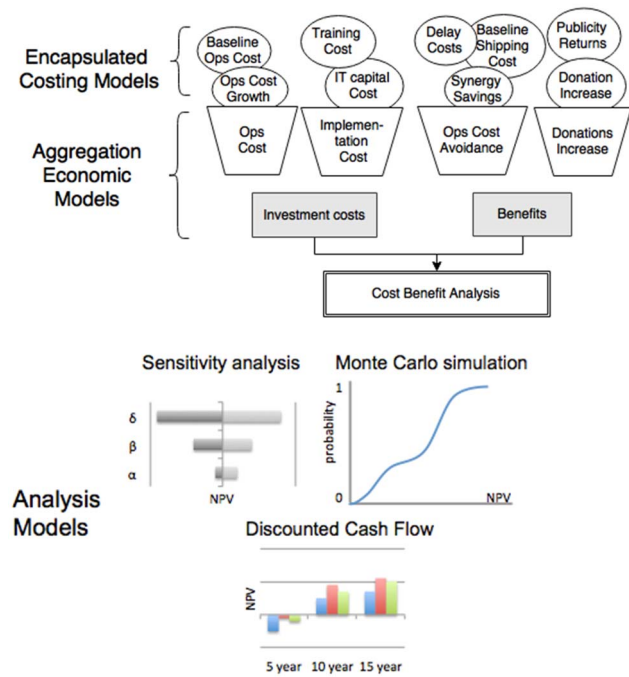 Encapsulated
Costing Models
Baseline
Ops Cost
Ops Cost
Growth
Training
Cost
IT capital
Cost
Delay
Costs
Baseline
Shipping
Cost
Synergy
Savings
Publicity
Returns
Donation
Increase
Aggregation
Economic
Models
Ops
Cost
Implemen-
tation
Cost
Ops Cost
Avoidance
Donations
Increase
Investment costs
Benefits
Cost Benefit Analysis
Sensitivity analysis
δ
β
α
NPV
Monte Carlo simulation
1
probability
0
NPV
Analysis
Models
Discounted Cash Flow
NPV
5 year
10 year
15 year